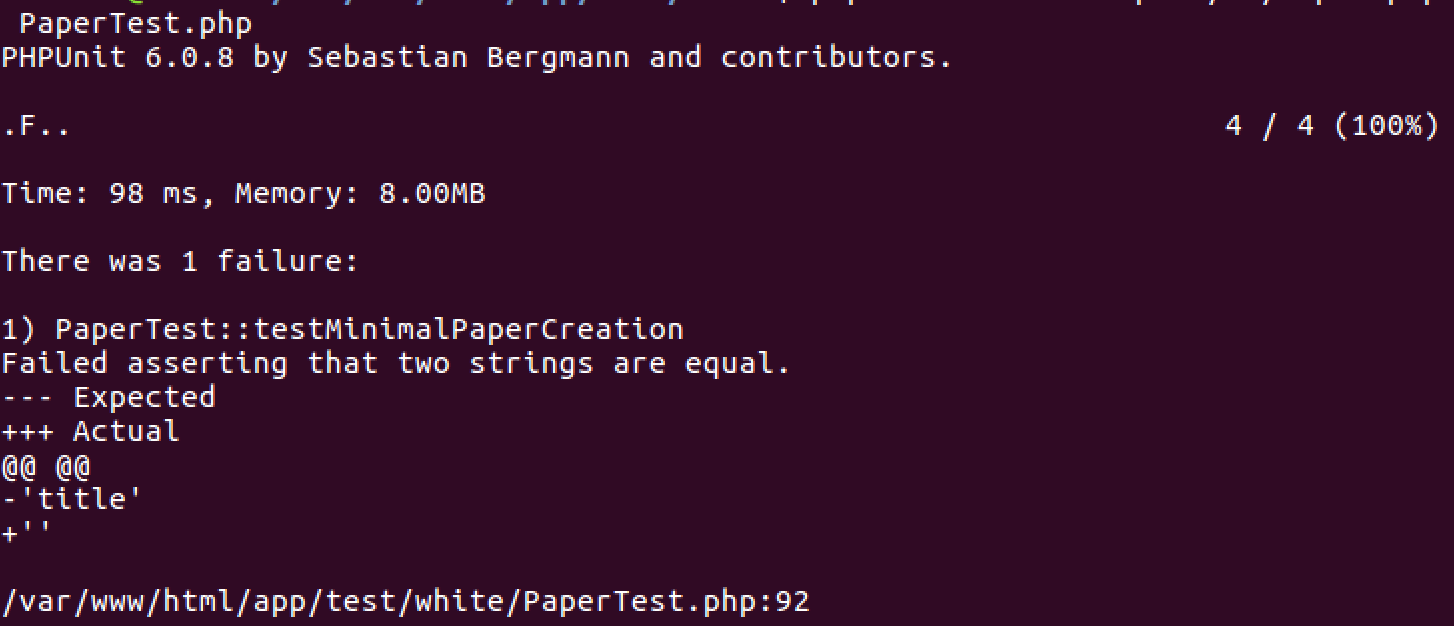 PaperTest.php
PHPUnit 6.0.8 by Sebastian Bergmann and contributors.
.F.. 4 / 4 (100%)
Time: 98 ms, Memory: 8.00MB
There was 1 failure:
1) PaperTest::testMinimalPaperCreation
Failed asserting that two strings are equal.
--- Expected
+++ Actual
@@ @@
-'title'
+''
/var/www/html/app/test/white/PaperTest.php:92